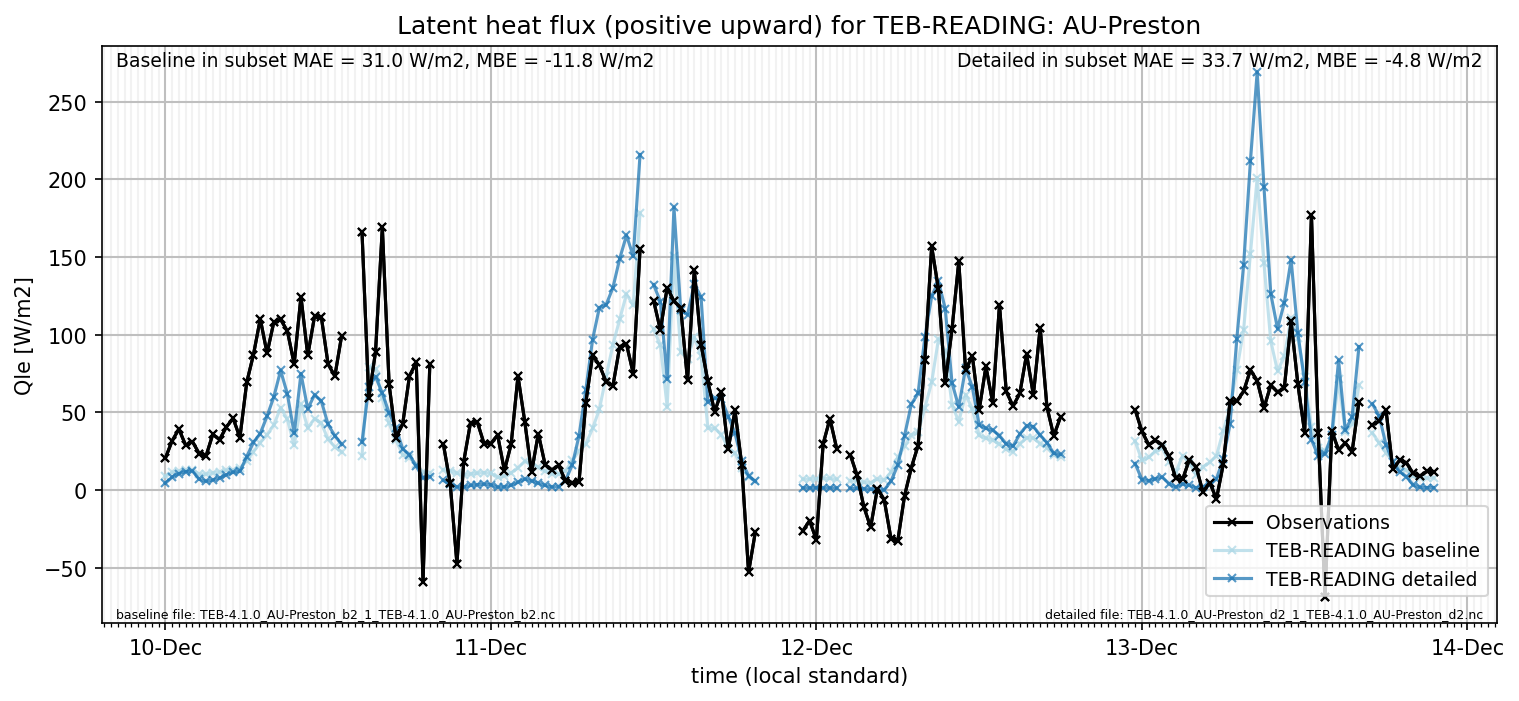 Latent heat flux (positive upward) for TEB-READING: AU-Preston
Baseline in subset MAE = 31.0 W/m2, MBE = -11.8 W/m2
Detailed in subset MAE = 33.7 W/m2, MBE = -4.8 W/m2
250
200
150
100
50
0
−50
Qle [W/m2]
Observations
TEB-READING baseline
TEB-READING detailed
baseline file: TEB-4.1.0_AU-Preston_b2_1_TEB-4.1.0_AU-Preston_b2.nc
detailed file: TEB-4.1.0_AU-Preston_d2_1_TEB-4.1.0_AU-Preston_d2.nc
10-Dec
11-Dec
12-Dec
13-Dec
14-Dec
time (local standard)